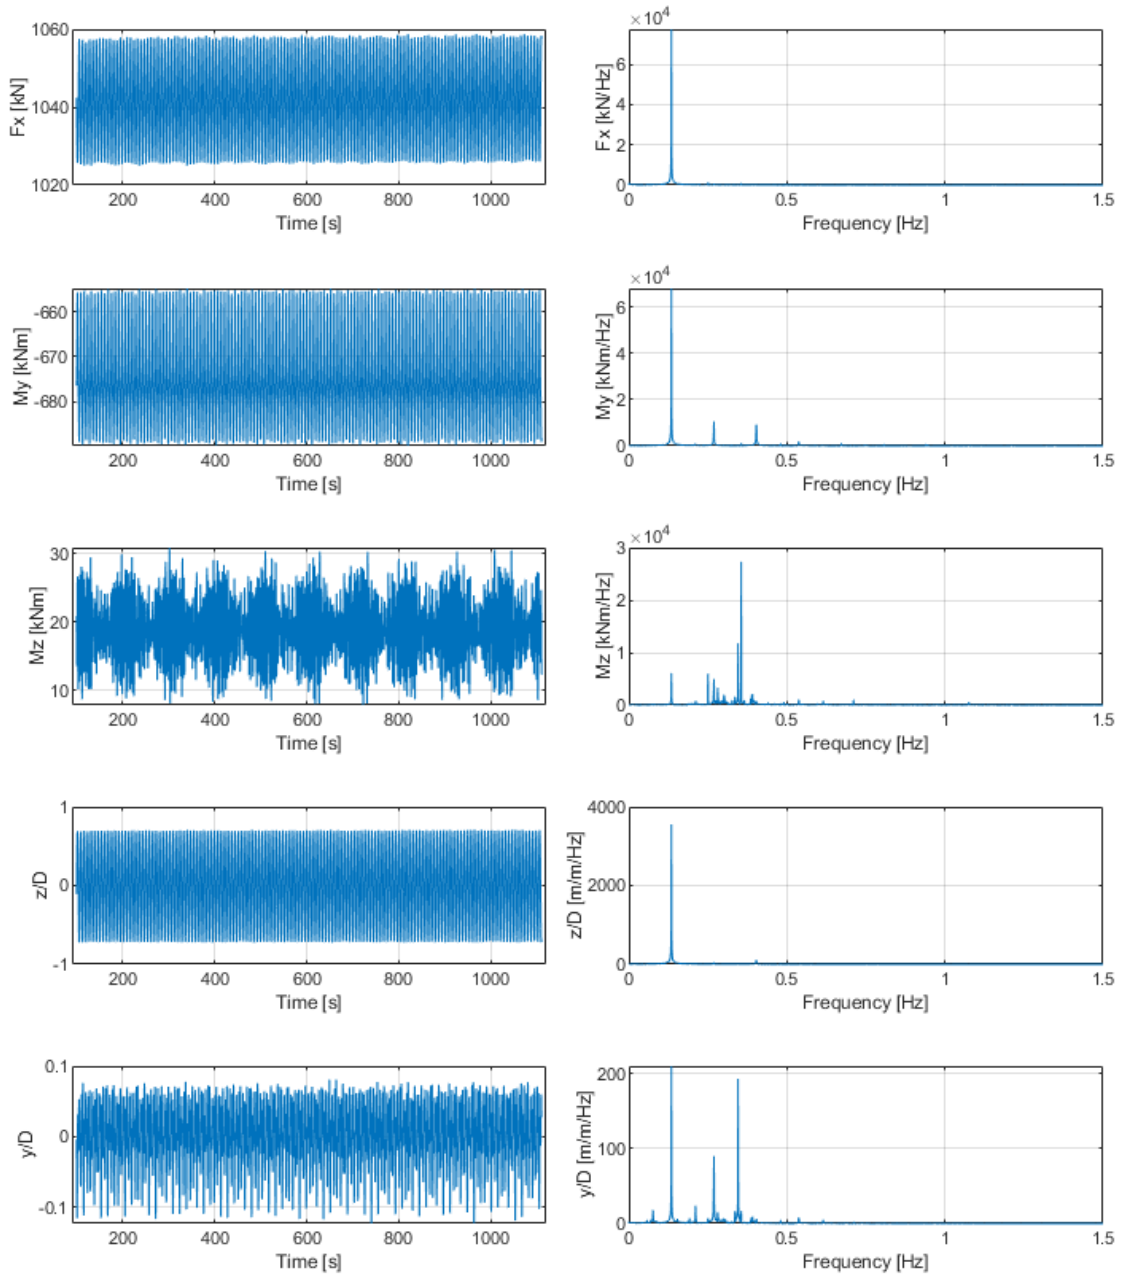 1060
1040
1020
Fx [kN]
200 400 600 800 1000
Time [s]
×10⁴
6
4
2
0
Fx [kN/Hz]
0 0.5 1 1.5
Frequency [Hz]
-660
-670
-680
My [kNm]
200 400 600 800 1000
Time [s]
×10⁴
6
4
2
0
My [kNm/Hz]
0 0.5 1 1.5
Frequency [Hz]
30
20
10
Mz [kNm]
200 400 600 800 1000
Time [s]
×10⁴
3
2
1
0
Mz [kNm/Hz]
0 0.5 1 1.5
Frequency [Hz]
1
0
-1
z/D
200 400 600 800 1000
Time [s]
4000
2000
0
z/D [m/m/Hz]
0 0.5 1 1.5
Frequency [Hz]
0.1
0
-0.1
y/D
200 400 600 800 1000
Time [s]
200
100
0
y/D [m/m/Hz]
0 0.5 1 1.5
Frequency [Hz]